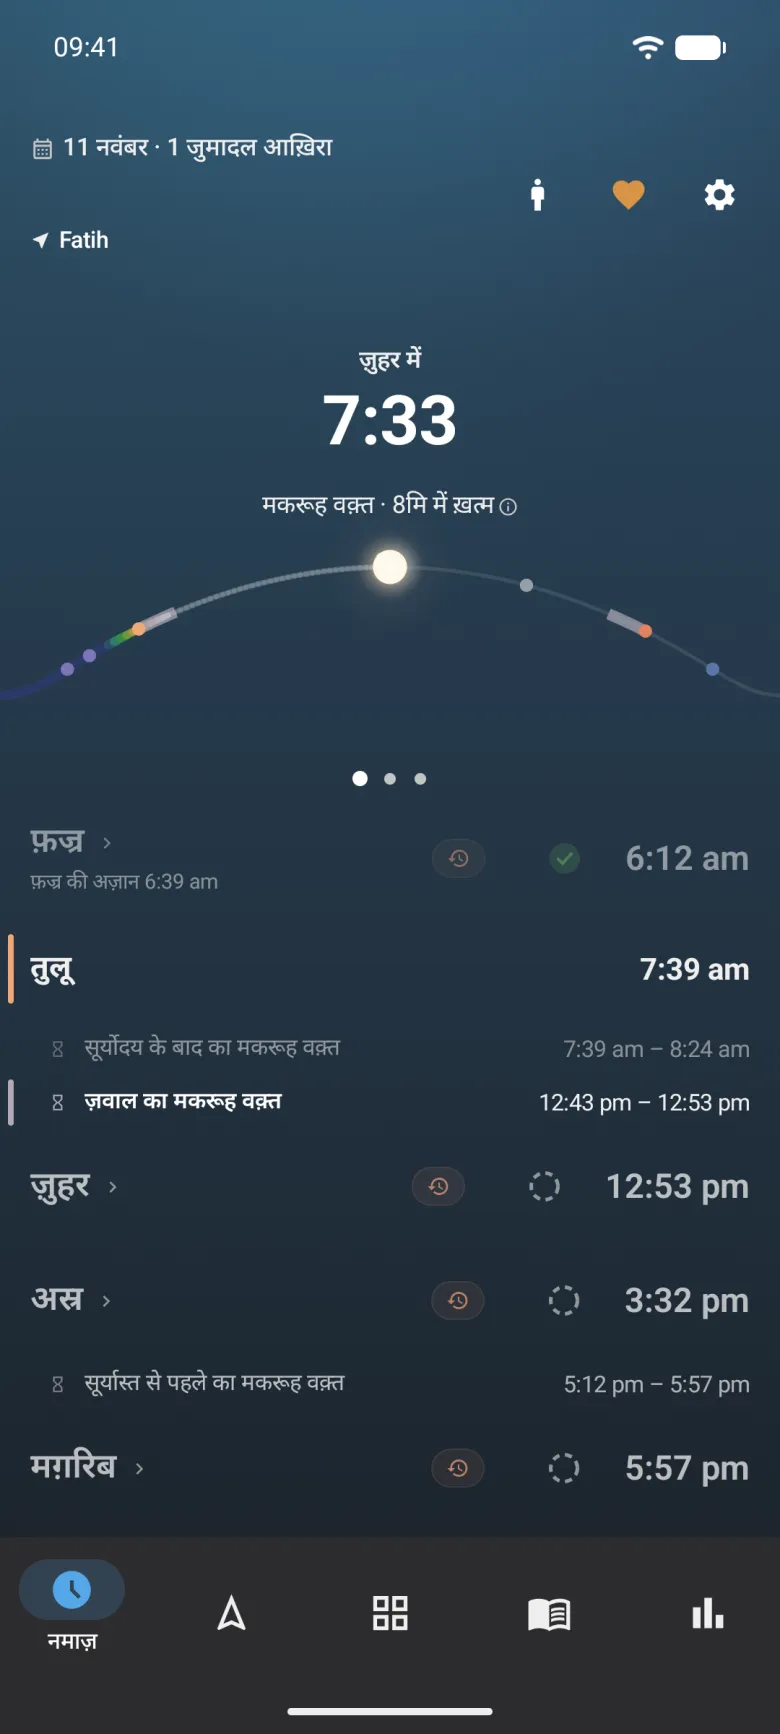 09:41
11 नवंबर · 1 जुमादल आख़िरा
Fatih
ज़ुहर में
7:33
मकरूह वक़्त · 8मि में ख़त्म
फ़ज्र
6:12 am
फ़ज्र की अज़ान 6:39 am
तुलू
7:39 am
सूर्योदय के बाद का मकरूह वक़्त
7:39 am – 8:24 am
ज़वाल का मकरूह वक़्त
12:43 pm – 12:53 pm
ज़ुहर
12:53 pm
अस्र
3:32 pm
सूर्यास्त से पहले का मकरूह वक़्त
5:12 pm – 5:57 pm
मग़रिब
5:57 pm
नमाज़